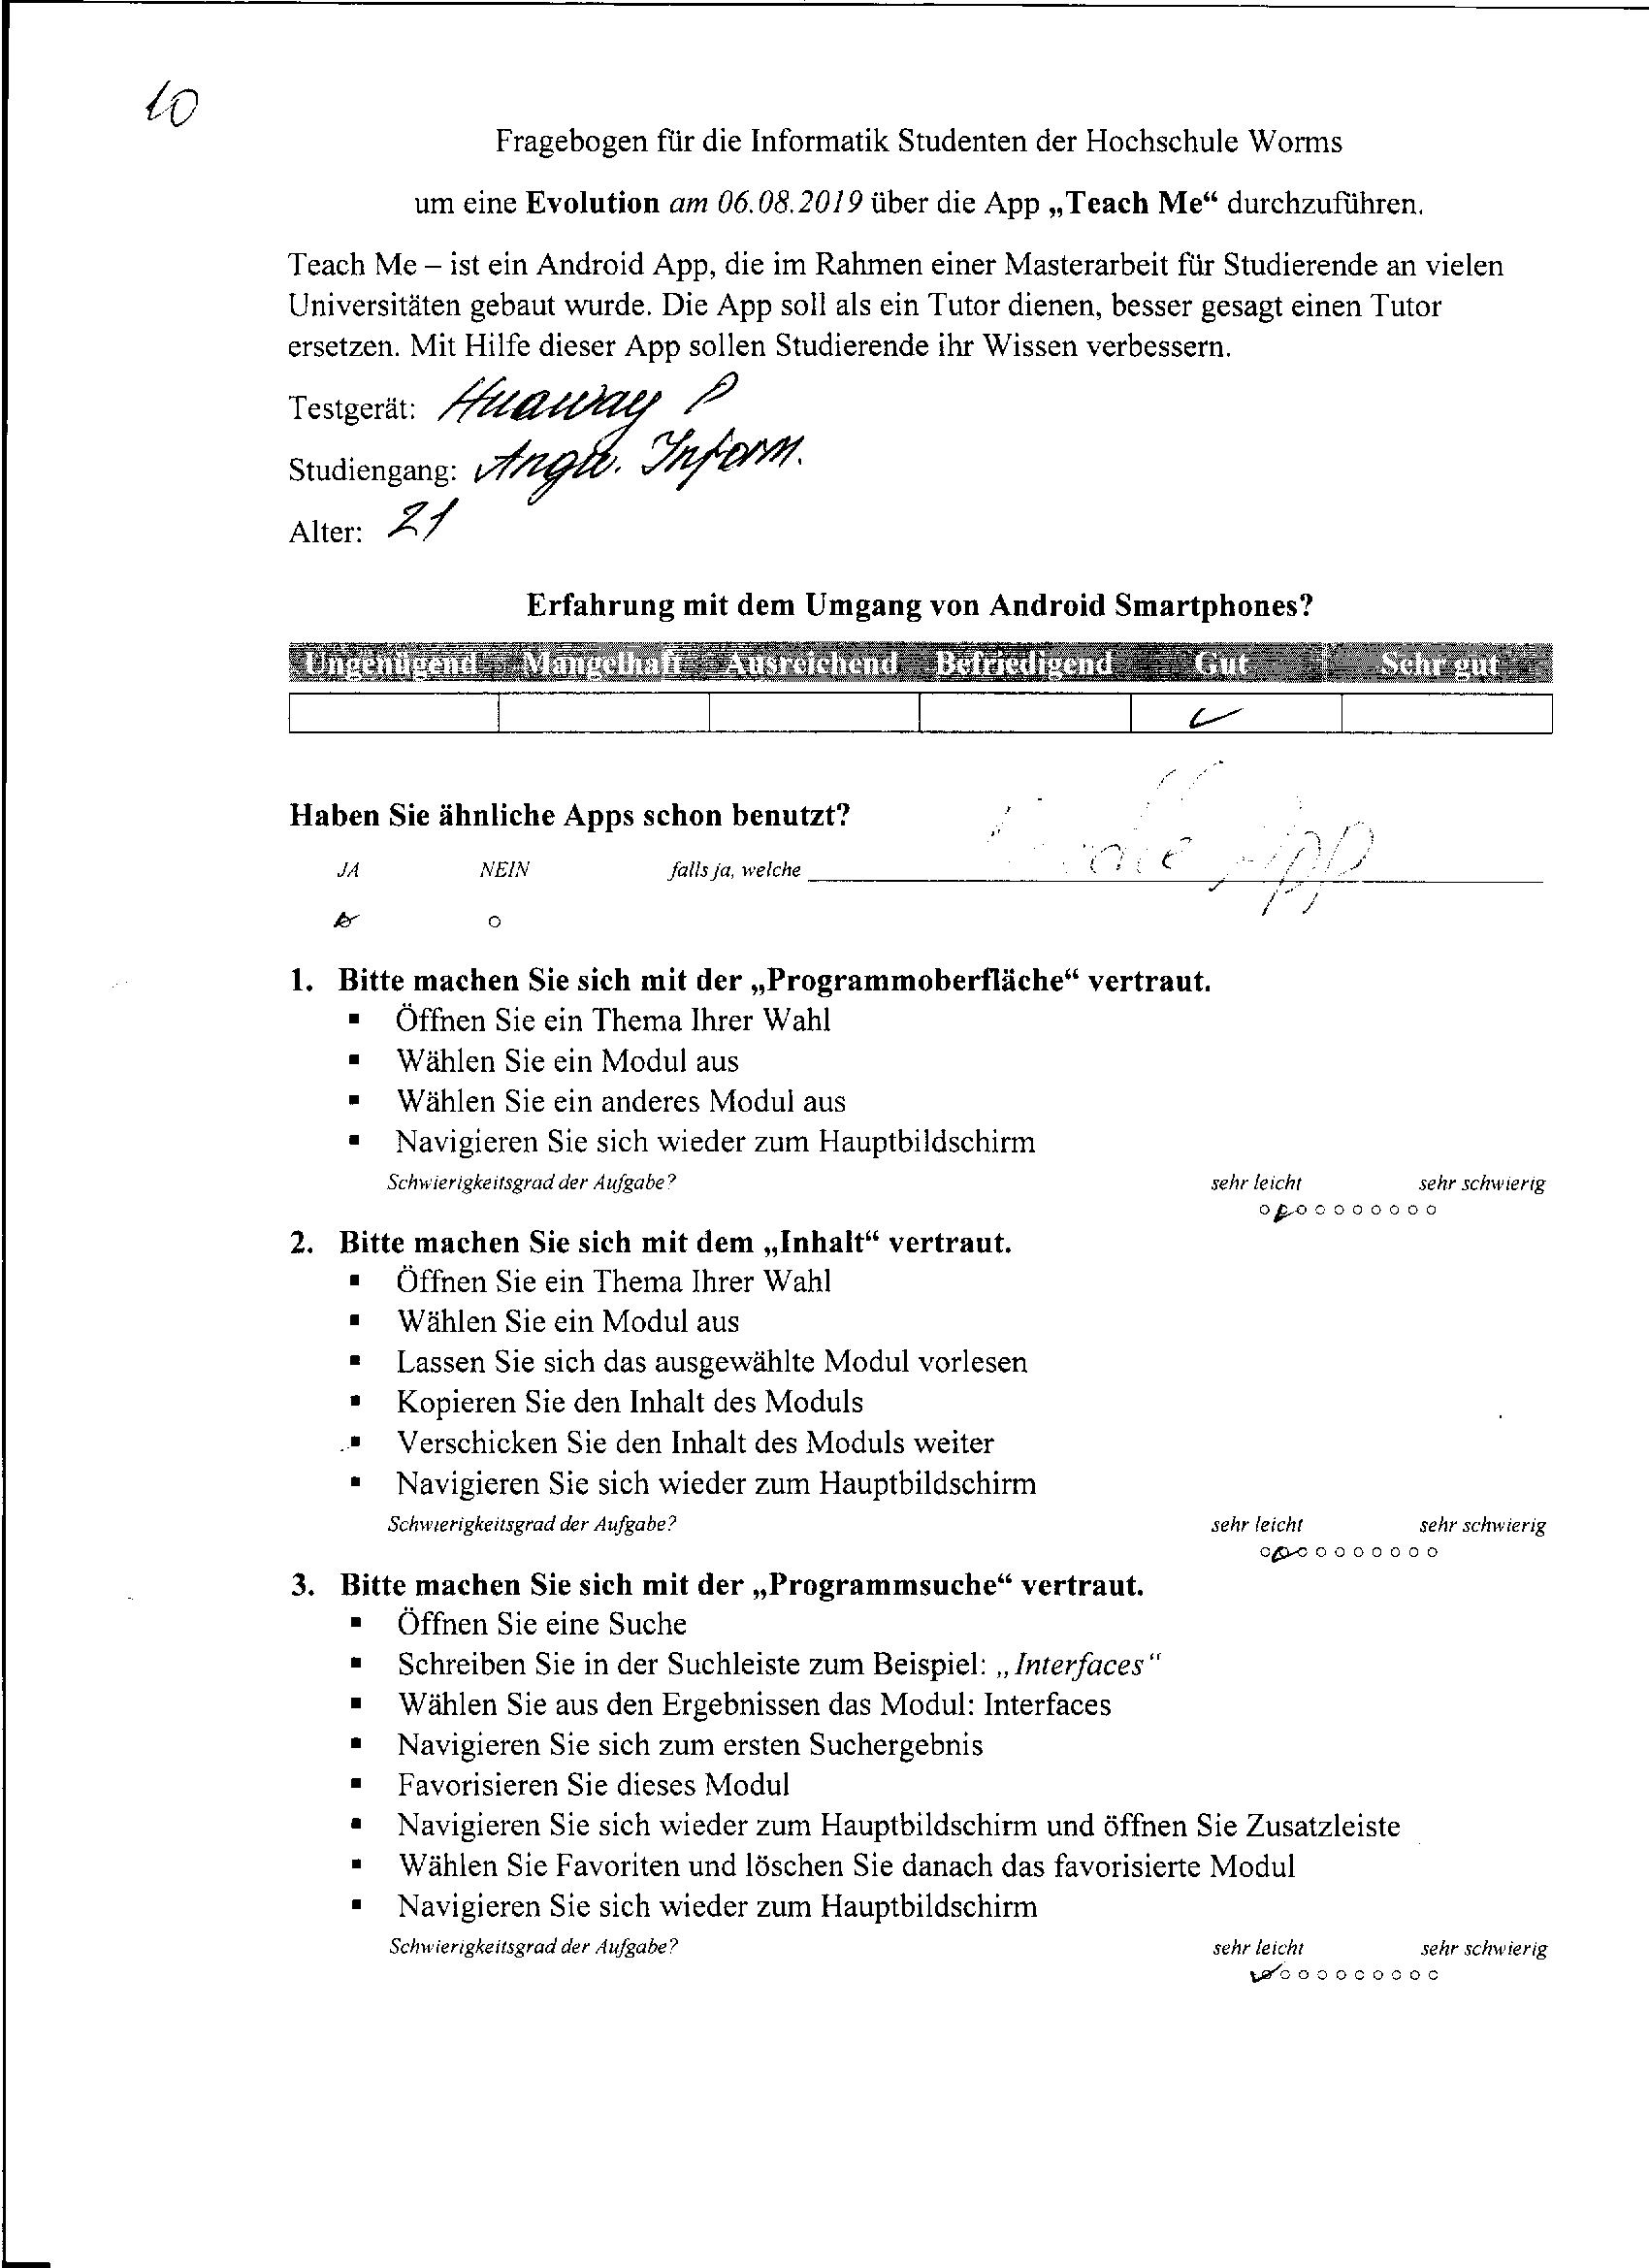 10
Fragebogen für die Informatik Studenten der Hochschule Worms
um eine Evolution am 06.08.2019 über die App „Teach Me“ durchzuführen.
Teach Me – ist ein Android App, die im Rahmen einer Masterarbeit für Studierende an vielen
Universitäten gebaut wurde. Die App soll als ein Tutor dienen, besser gesagt einen Tutor
ersetzen. Mit Hilfe dieser App sollen Studierende ihr Wissen verbessern.
Testgerät: Huaway P
Studiengang: Angw. Inform.
Alter: 21
Erfahrung mit dem Umgang von Android Smartphones?
Ungenügend Mangelhaft Ausreichend Befriedigend Gut Sehr gut
Haben Sie ähnliche Apps schon benutzt?
JA NEIN falls ja, welche App
1. Bitte machen Sie sich mit der „Programmoberfläche“ vertraut.
▪ Öffnen Sie ein Thema Ihrer Wahl
▪ Wählen Sie ein Modul aus
▪ Wählen Sie ein anderes Modul aus
▪ Navigieren Sie sich wieder zum Hauptbildschirm
Schwierigkeitsgrad der Aufgabe? sehr leicht sehr schwierig
2. Bitte machen Sie sich mit dem „Inhalt“ vertraut.
▪ Öffnen Sie ein Thema Ihrer Wahl
▪ Wählen Sie ein Modul aus
▪ Lassen Sie sich das ausgewählte Modul vorlesen
▪ Kopieren Sie den Inhalt des Moduls
▪ Verschicken Sie den Inhalt des Moduls weiter
▪ Navigieren Sie sich wieder zum Hauptbildschirm
Schwierigkeitsgrad der Aufgabe? sehr leicht sehr schwierig
3. Bitte machen Sie sich mit der „Programmsuche“ vertraut.
▪ Öffnen Sie eine Suche
▪ Schreiben Sie in der Suchleiste zum Beispiel: „Interfaces“
▪ Wählen Sie aus den Ergebnissen das Modul: Interfaces
▪ Navigieren Sie sich zum ersten Suchergebnis
▪ Favorisieren Sie dieses Modul
▪ Navigieren Sie sich wieder zum Hauptbildschirm und öffnen Sie Zusatzleiste
▪ Wählen Sie Favoriten und löschen Sie danach das favorisierte Modul
▪ Navigieren Sie sich wieder zum Hauptbildschirm
Schwierigkeitsgrad der Aufgabe? sehr leicht sehr schwierig